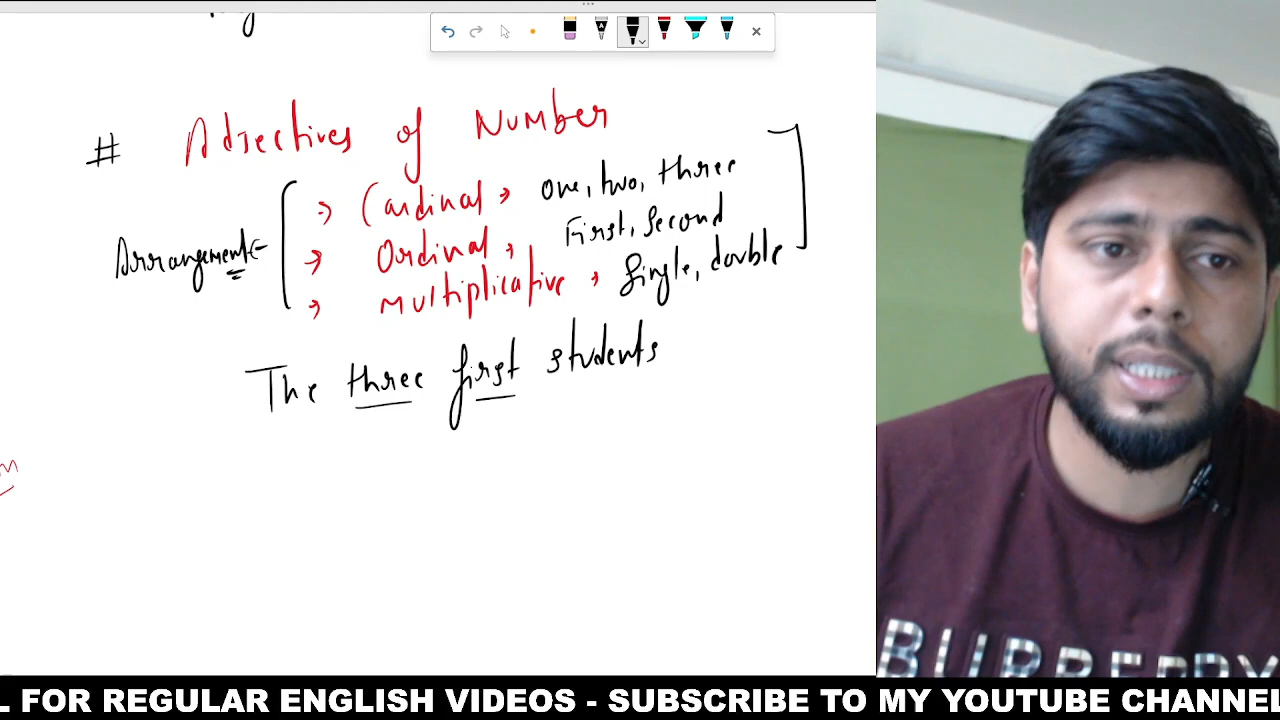 # Adjectives of Number
Arrangement
→ Cardinal → One, two, three
→ Ordinal → First, Second
→ Multiplicative → Single, double
The three first students
BURBERRY
L FOR REGULAR ENGLISH VIDEOS - SUBSCRIBE TO MY YOUTUBE CHANNEL